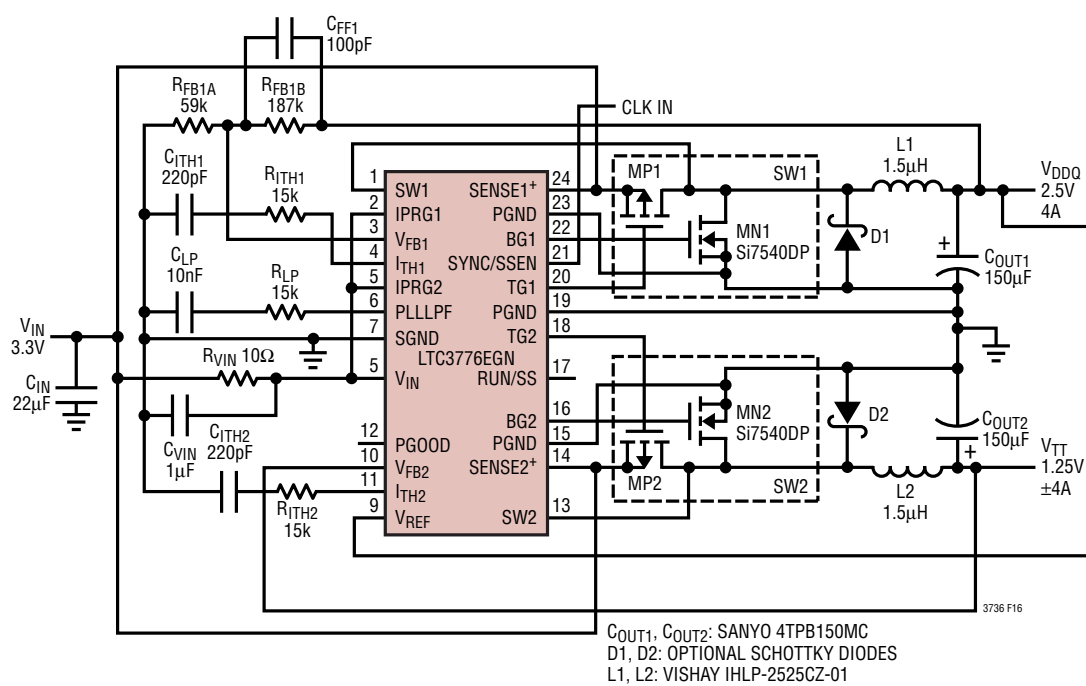 CFF1
100pF
RFB1A
59k
RFB1B
187k
CLK IN
CITH1
220pF
RITH1
15k
CLP
10nF
RLP
15k
VIN
3.3V
CIN
22µF
RVIN 10Ω
CVIN
1µF
CITH2
220pF
RITH2
15k
1
2
3
4
5
6
7
5
12
10
11
9
SW1
IPRG1
VFB1
ITH1
IPRG2
PLLLPF
SGND
LTC3776EGN
VIN
PGOOD
VFB2
ITH2
VREF
SENSE1+
PGND
BG1
SYNC/SSEN
TG1
PGND
TG2
RUN/SS
BG2
PGND
SENSE2+
SW2
24
23
22
21
20
19
18
17
16
15
14
13
MP1
SW1
MN1
Si7540DP
D1
L1
1.5µH
VDDQ
2.5V
4A
+
COUT1
150µF
MN2
Si7540DP
MP2
SW2
D2
L2
1.5µH
COUT2
150µF
+
VTT
1.25V
±4A
3736 F16
COUT1, COUT2: SANYO 4TPB150MC
D1, D2: OPTIONAL SCHOTTKY DIODES
L1, L2: VISHAY IHLP-2525CZ-01